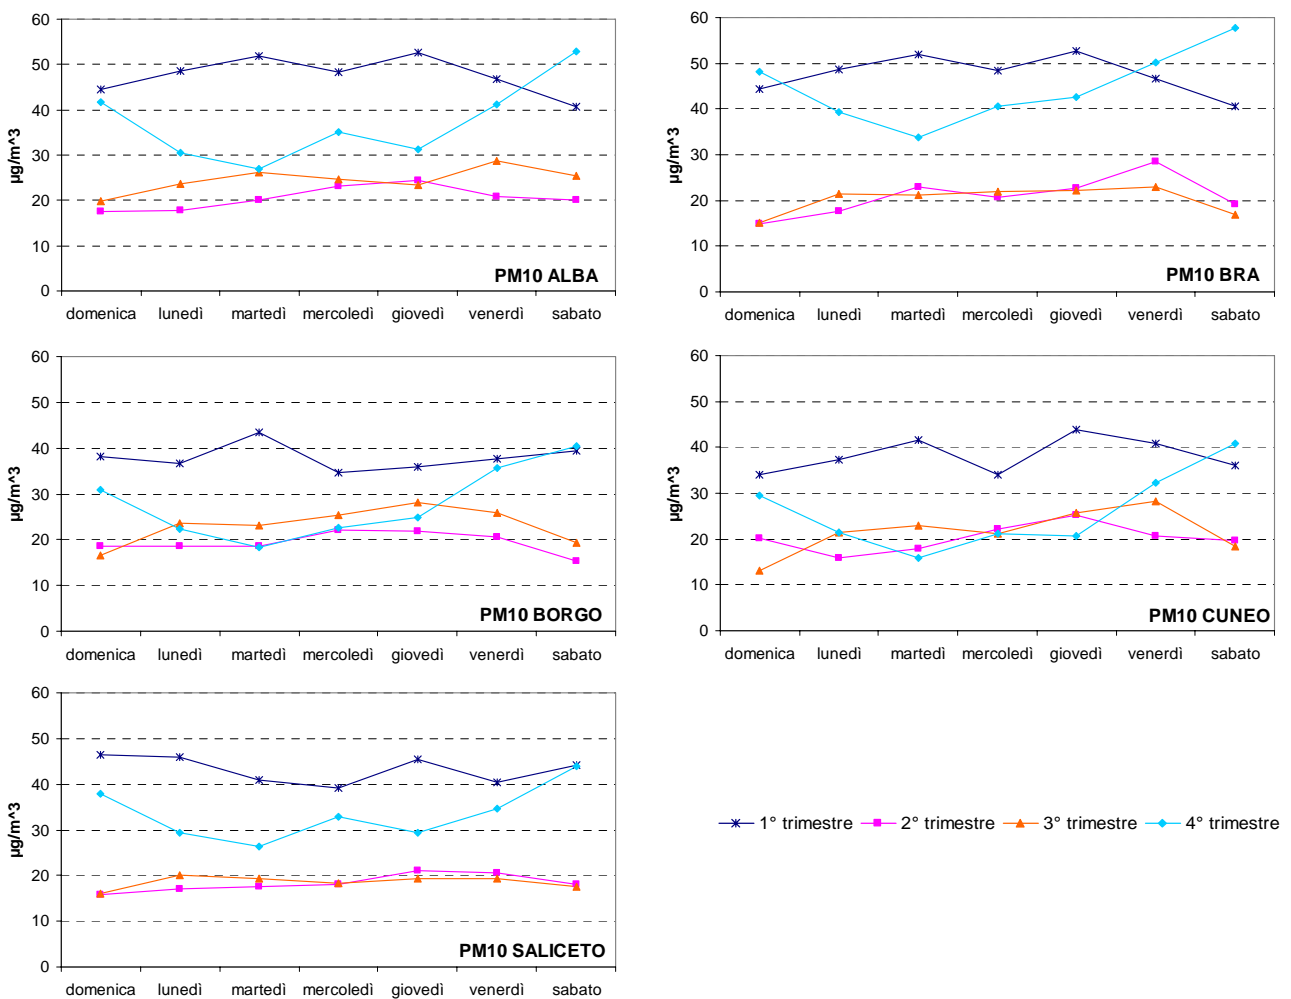 60
50
40
30
20
10
0
µg/m^3
PM10 ALBA
domenica lunedì martedì mercoledì giovedì venerdì sabato
60
50
40
30
20
10
0
µg/m^3
PM10 BRA
domenica lunedì martedì mercoledì giovedì venerdì sabato
60
50
40
30
20
10
0
µg/m^3
PM10 BORGO
domenica lunedì martedì mercoledì giovedì venerdì sabato
60
50
40
30
20
10
0
µg/m^3
PM10 CUNEO
domenica lunedì martedì mercoledì giovedì venerdì sabato
60
50
40
30
20
10
0
µg/m^3
PM10 SALICETO
domenica lunedì martedì mercoledì giovedì venerdì sabato
1° trimestre 2° trimestre 3° trimestre 4° trimestre